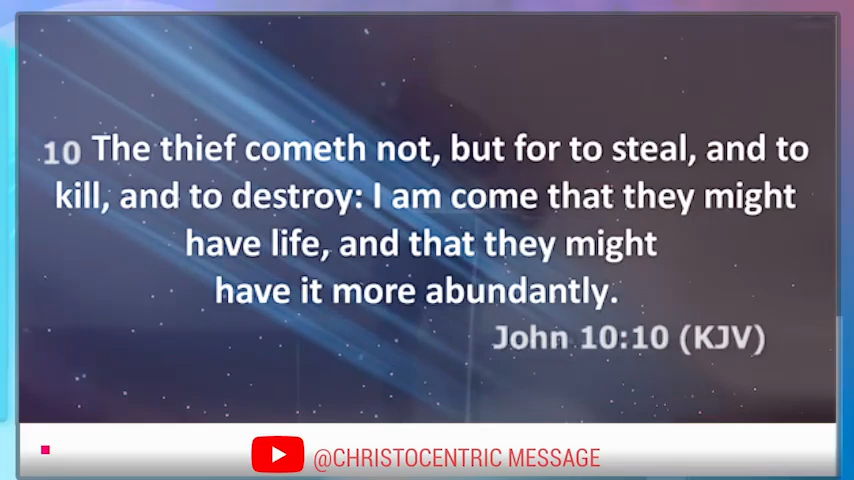 10 The thief cometh not, but for to steal, and to
kill, and to destroy: I am come that they might
have life, and that they might
have it more abundantly.
John 10:10 (KJV)
@CHRISTOCENTRIC MESSAGE